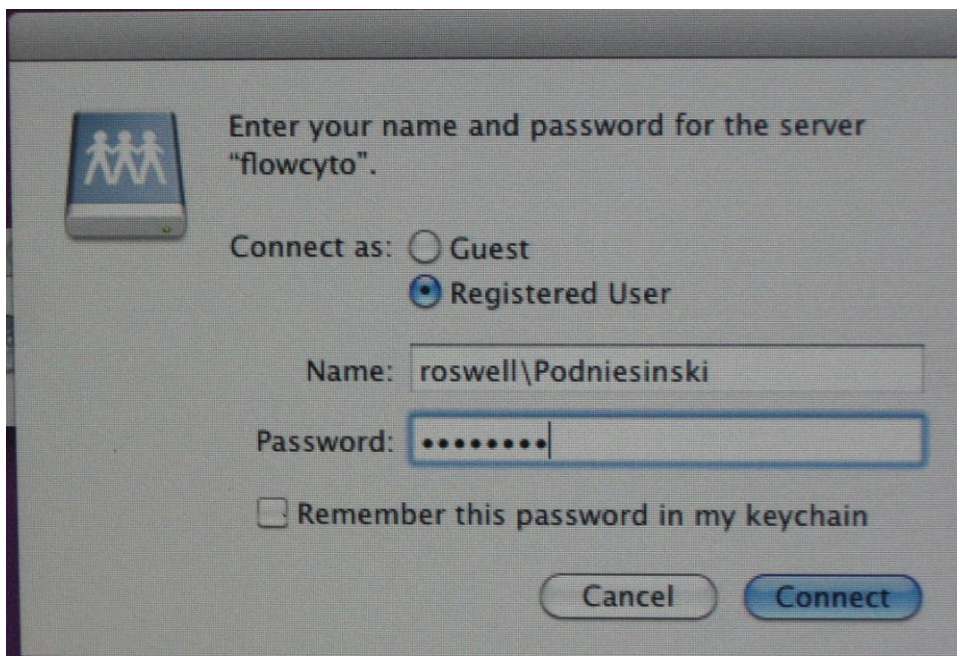 Enter your name and password for the server
“flowcyto”.
Connect as: Guest
Registered User
Name: roswell\Podniesinski
Password: ••••••••
Remember this password in my keychain
Cancel Connect